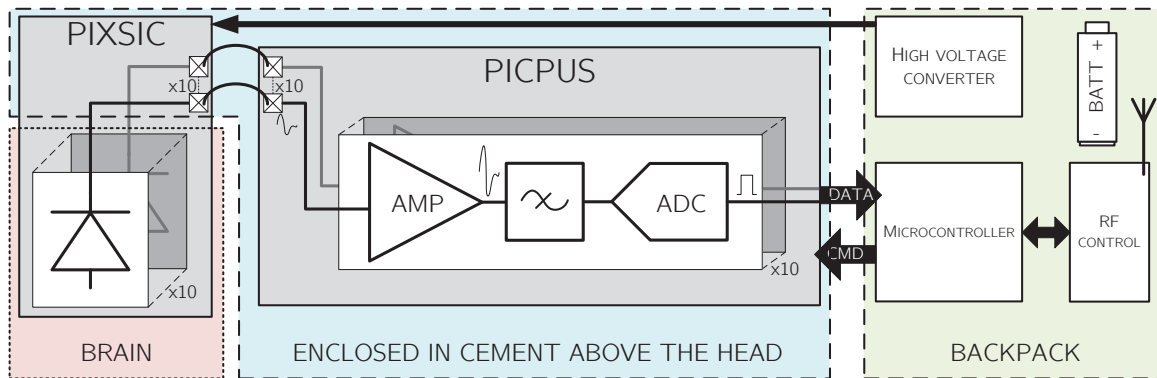 PIXSIC
x10
x10
PICPUS
HIGH VOLTAGE
CONVERTER
BATT + -
AMP
ADC
DATA
CMD
MICROCONTROLLER
RF
CONTROL
x10
x10
BRAIN
ENCLOSED IN CEMENT ABOVE THE HEAD
BACKPACK